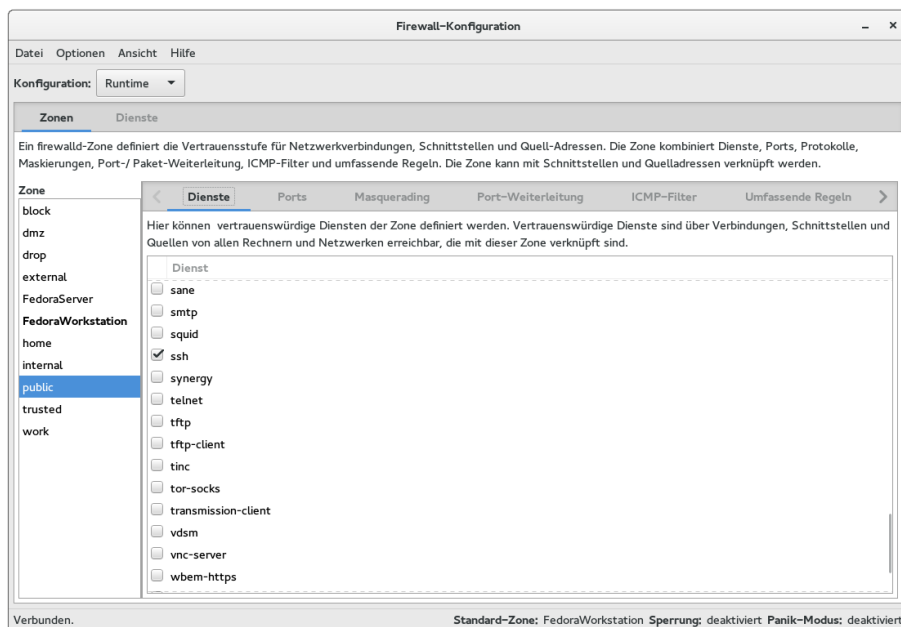 Firewall-Konfiguration
Datei Optionen Ansicht Hilfe
Konfiguration: Runtime
Zonen Dienste
Ein firewalld-Zone definiert die Vertrauensstufe für Netzwerkverbindungen, Schnittstellen und Quell-Adressen. Die Zone kombiniert Dienste, Ports, Protokolle,
Maskierungen, Port-/ Paket-Weiterleitung, ICMP-Filter und umfassende Regeln. Die Zone kann mit Schnittstellen und Quelladressen verknüpft werden.
Zone
block
dmz
drop
external
FedoraServer
FedoraWorkstation
home
internal
public
trusted
work
Dienste Ports Masquerading Port-Weiterleitung ICMP-Filter Umfassende Regeln
Hier können vertrauenswürdige Diensten der Zone definiert werden. Vertrauenswürdige Dienste sind über Verbindungen, Schnittstellen und
Quellen von allen Rechnern und Netzwerken erreichbar, die mit dieser Zone verknüpft sind.
Dienst
sane
smtp
squid
ssh
synergy
telnet
tftp
tftp-client
tinc
tor-socks
transmission-client
vdsm
vnc-server
wbem-https
Verbunden. Standard-Zone: FedoraWorkstation Sperrung: deaktiviert Panik-Modus: deaktiviert